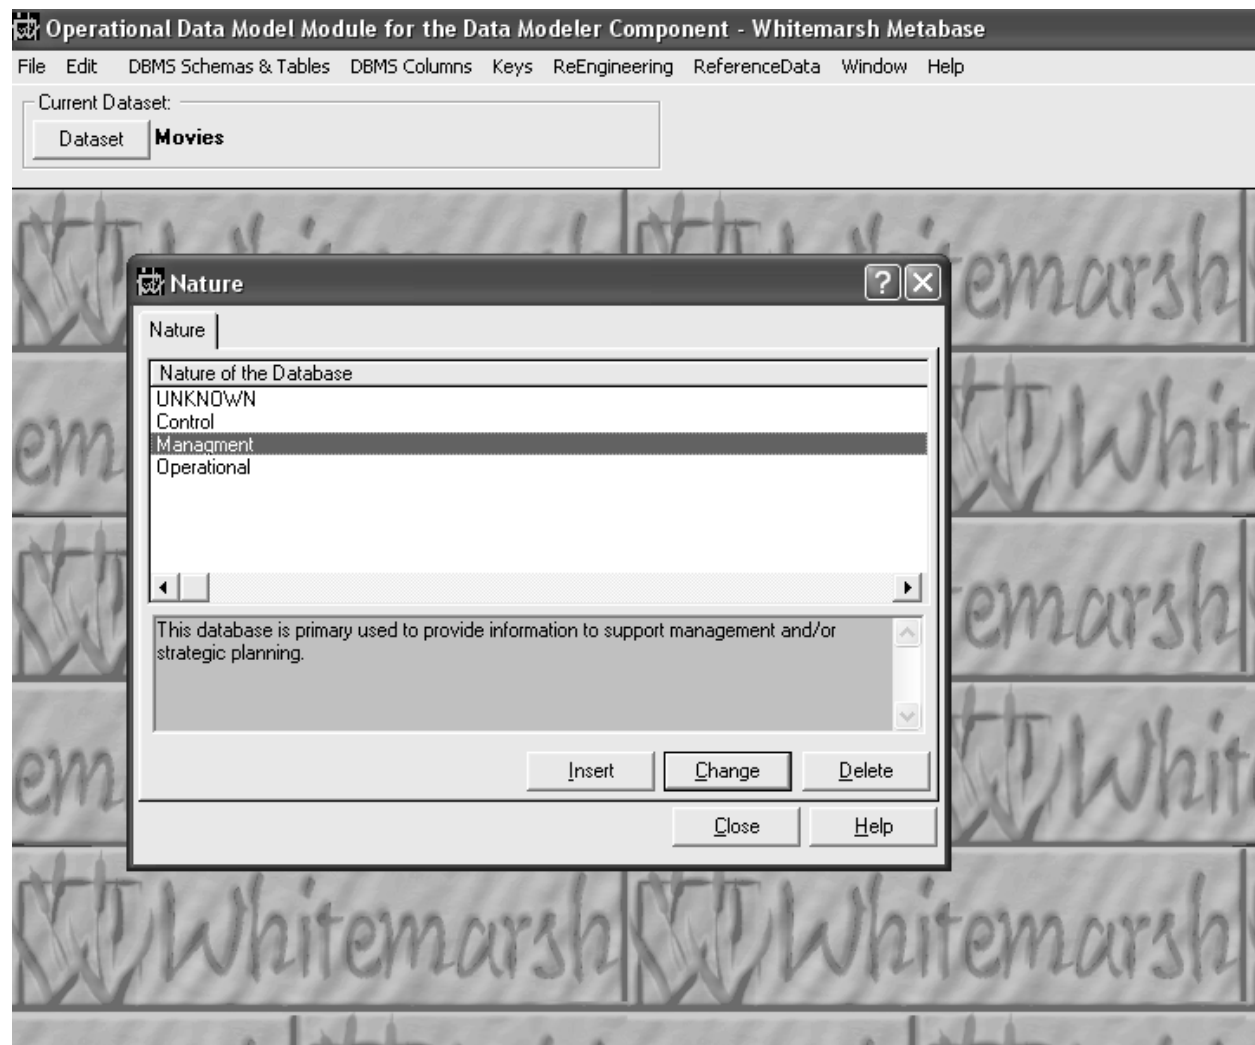 Operational Data Model Module for the Data Modeler Component - Whitemarsh Metabase
File Edit DBMS Schemas & Tables DBMS Columns Keys ReEngineering ReferenceData Window Help
Current Dataset:
Dataset Movies
Nature
Nature
Nature of the Database
UNKNOWN
Control
Managment
Operational
This database is primary used to provide information to support management and/or
strategic planning.
Insert Change Delete
Close Help
Whitemarsh Whitemarsh